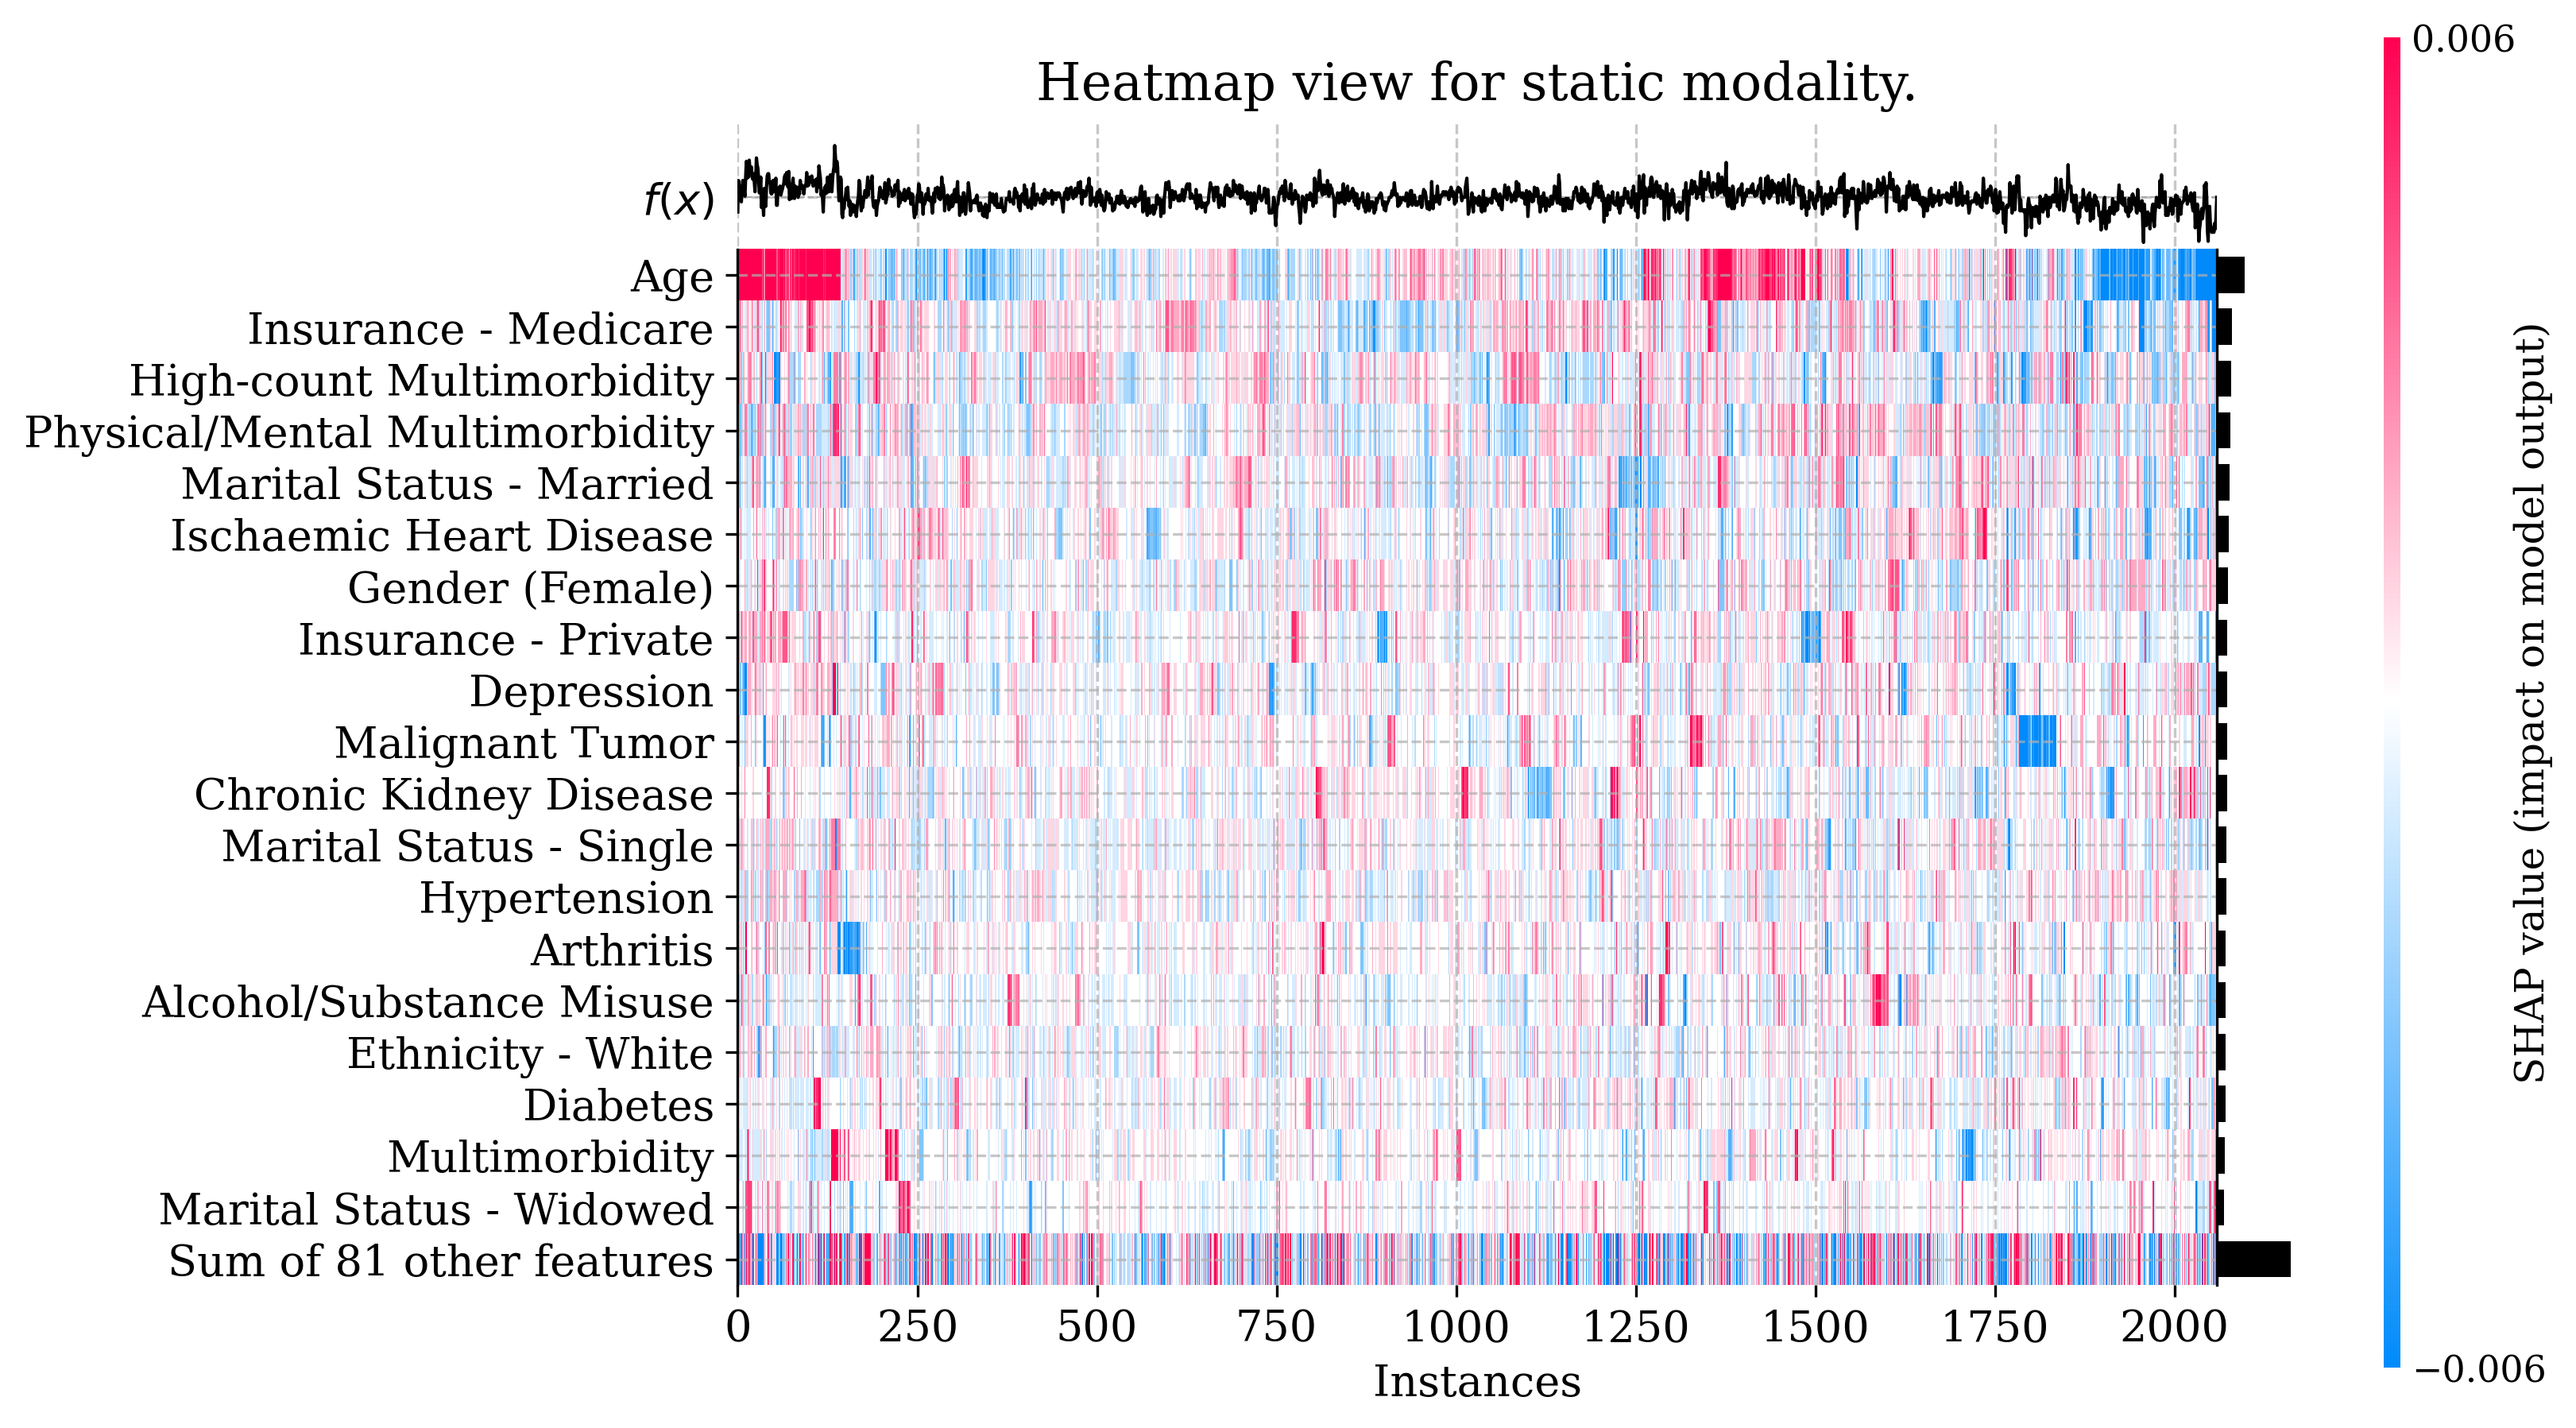 Heatmap view for static modality.
0.006
f(x)
Age
Insurance - Medicare
High-count Multimorbidity
Physical/Mental Multimorbidity
Marital Status - Married
Ischaemic Heart Disease
Gender (Female)
Insurance - Private
Depression
Malignant Tumor
Chronic Kidney Disease
Marital Status - Single
Hypertension
Arthritis
Alcohol/Substance Misuse
Ethnicity - White
Diabetes
Multimorbidity
Marital Status - Widowed
Sum of 81 other features
0 250 500 750 1000 1250 1500 1750 2000
Instances
SHAP value (impact on model output)
−0.006